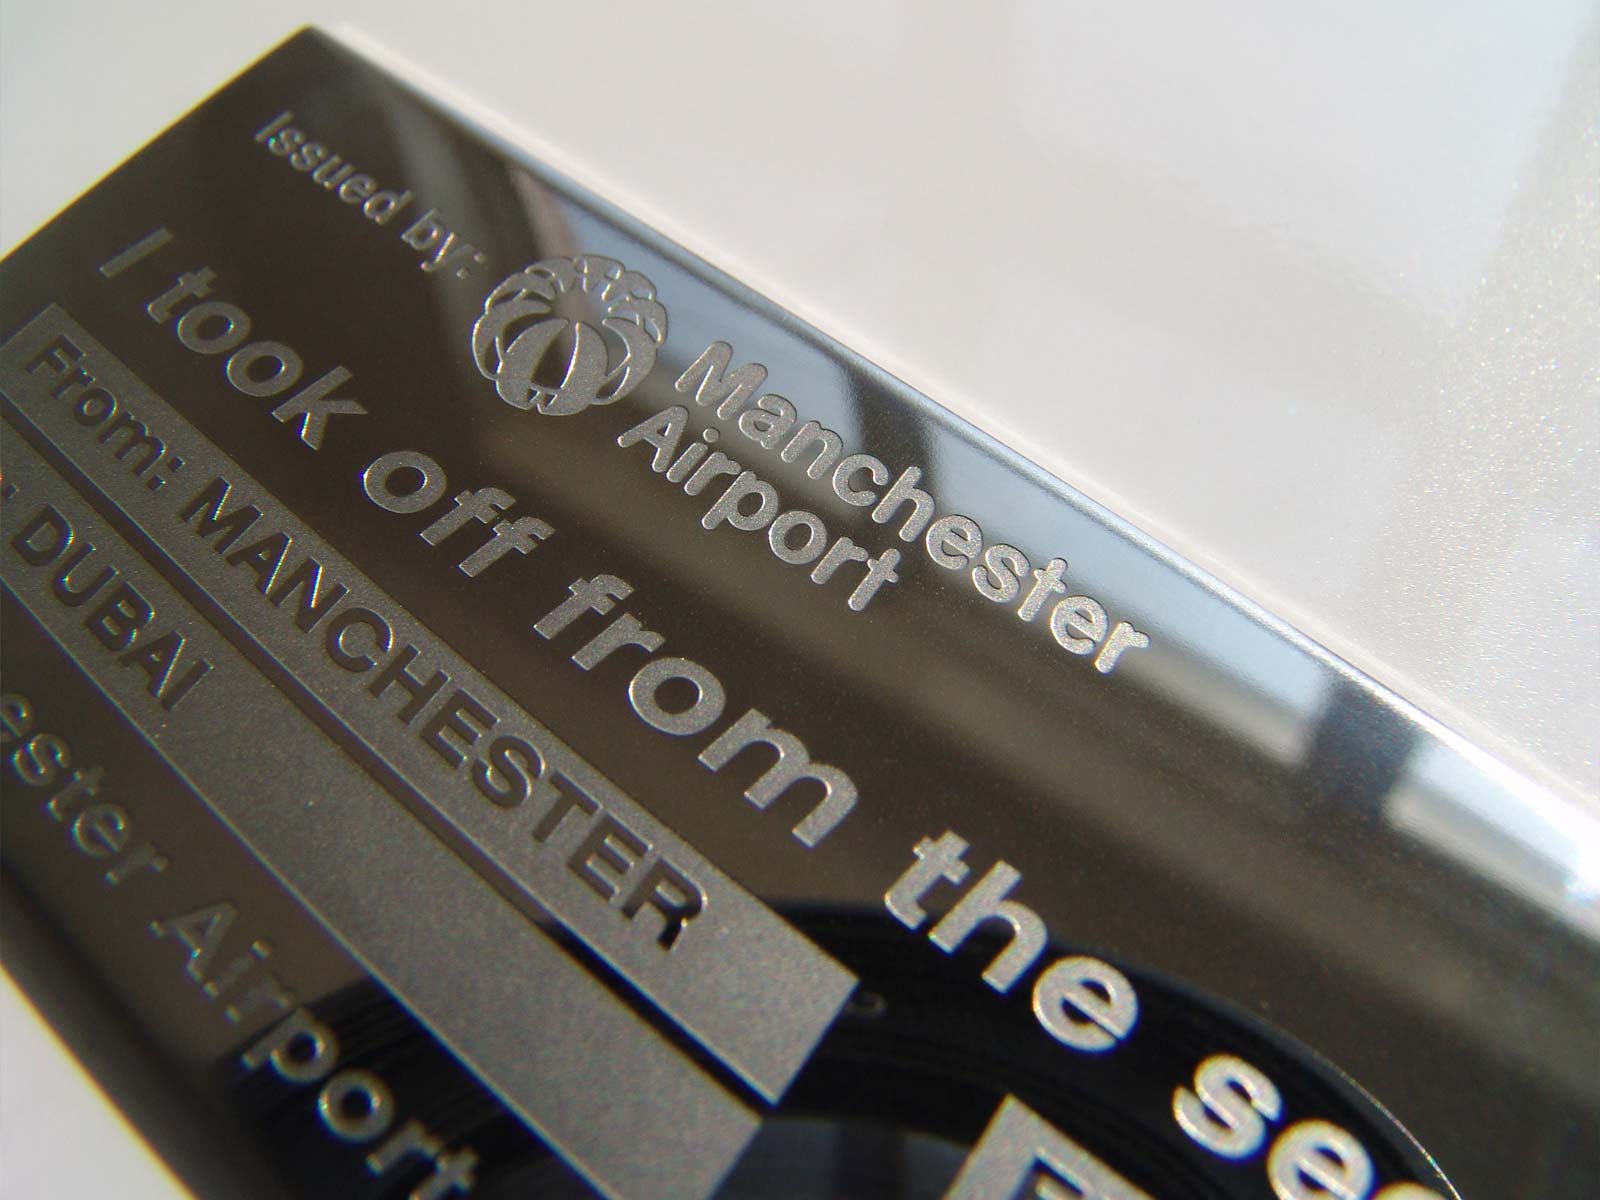 Issued by:
Manchester
Airport
I took off from the se
From: MANCHESTER
: DUBAI
ester Airport